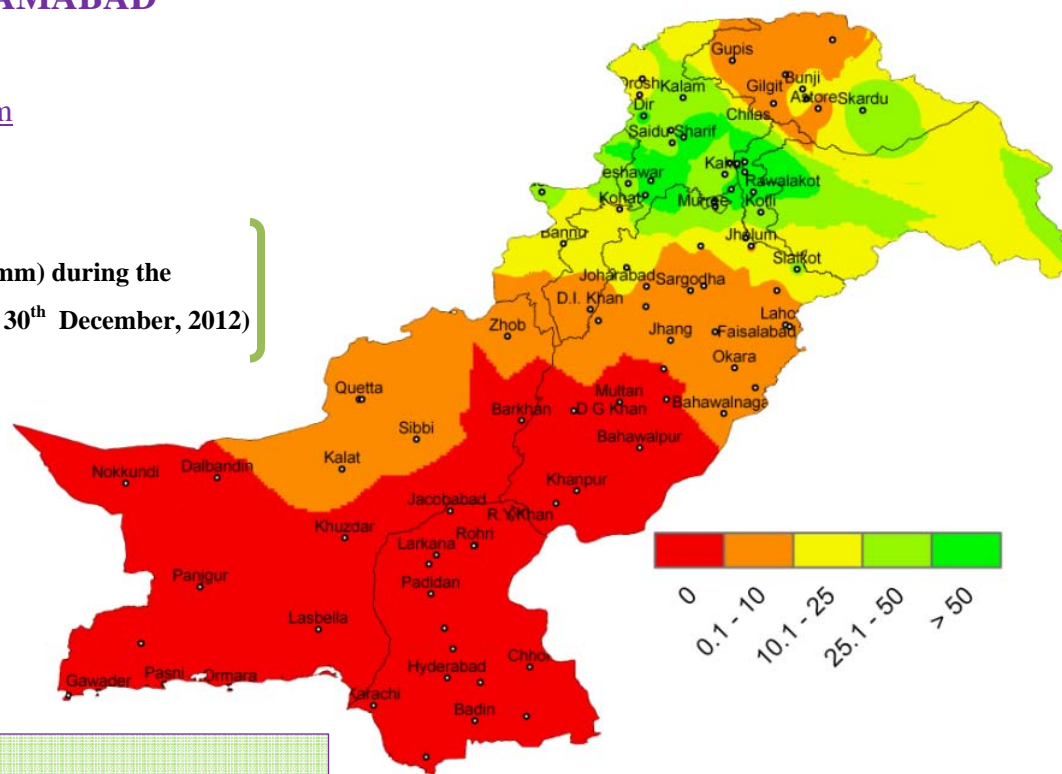 AMABAD
m
mm) during the
30th December, 2012)
Gupis
Gilgit
Bunji
Drosh
Kalam
Astore
Skardu
Dir
Chilas
Saidu Sharif
eshawar
Rawalakot
Kohat
Kotli
Bannu
Jhelum
Sialkot
Joharabad
Sargodha
D.I. Khan
Zhob
Jhang
Faisalabad
Laho
Okara
Quetta
Multan
Barkhan
D G Khan
Bahawalnaga
Sibbi
Bahawalpur
Kalat
Nokkundi
Dalbandin
Khanpur
Jacobabad
R.Y.Khan
Khuzdar
Rohri
Larkana
Panjgur
Padidan
Lasbella
Hyderabad
Chhor
Gawader
Pasni
Ormara
Karachi
Badin
0
0.1 - 10
10.1 - 25
25.1 - 50
> 50